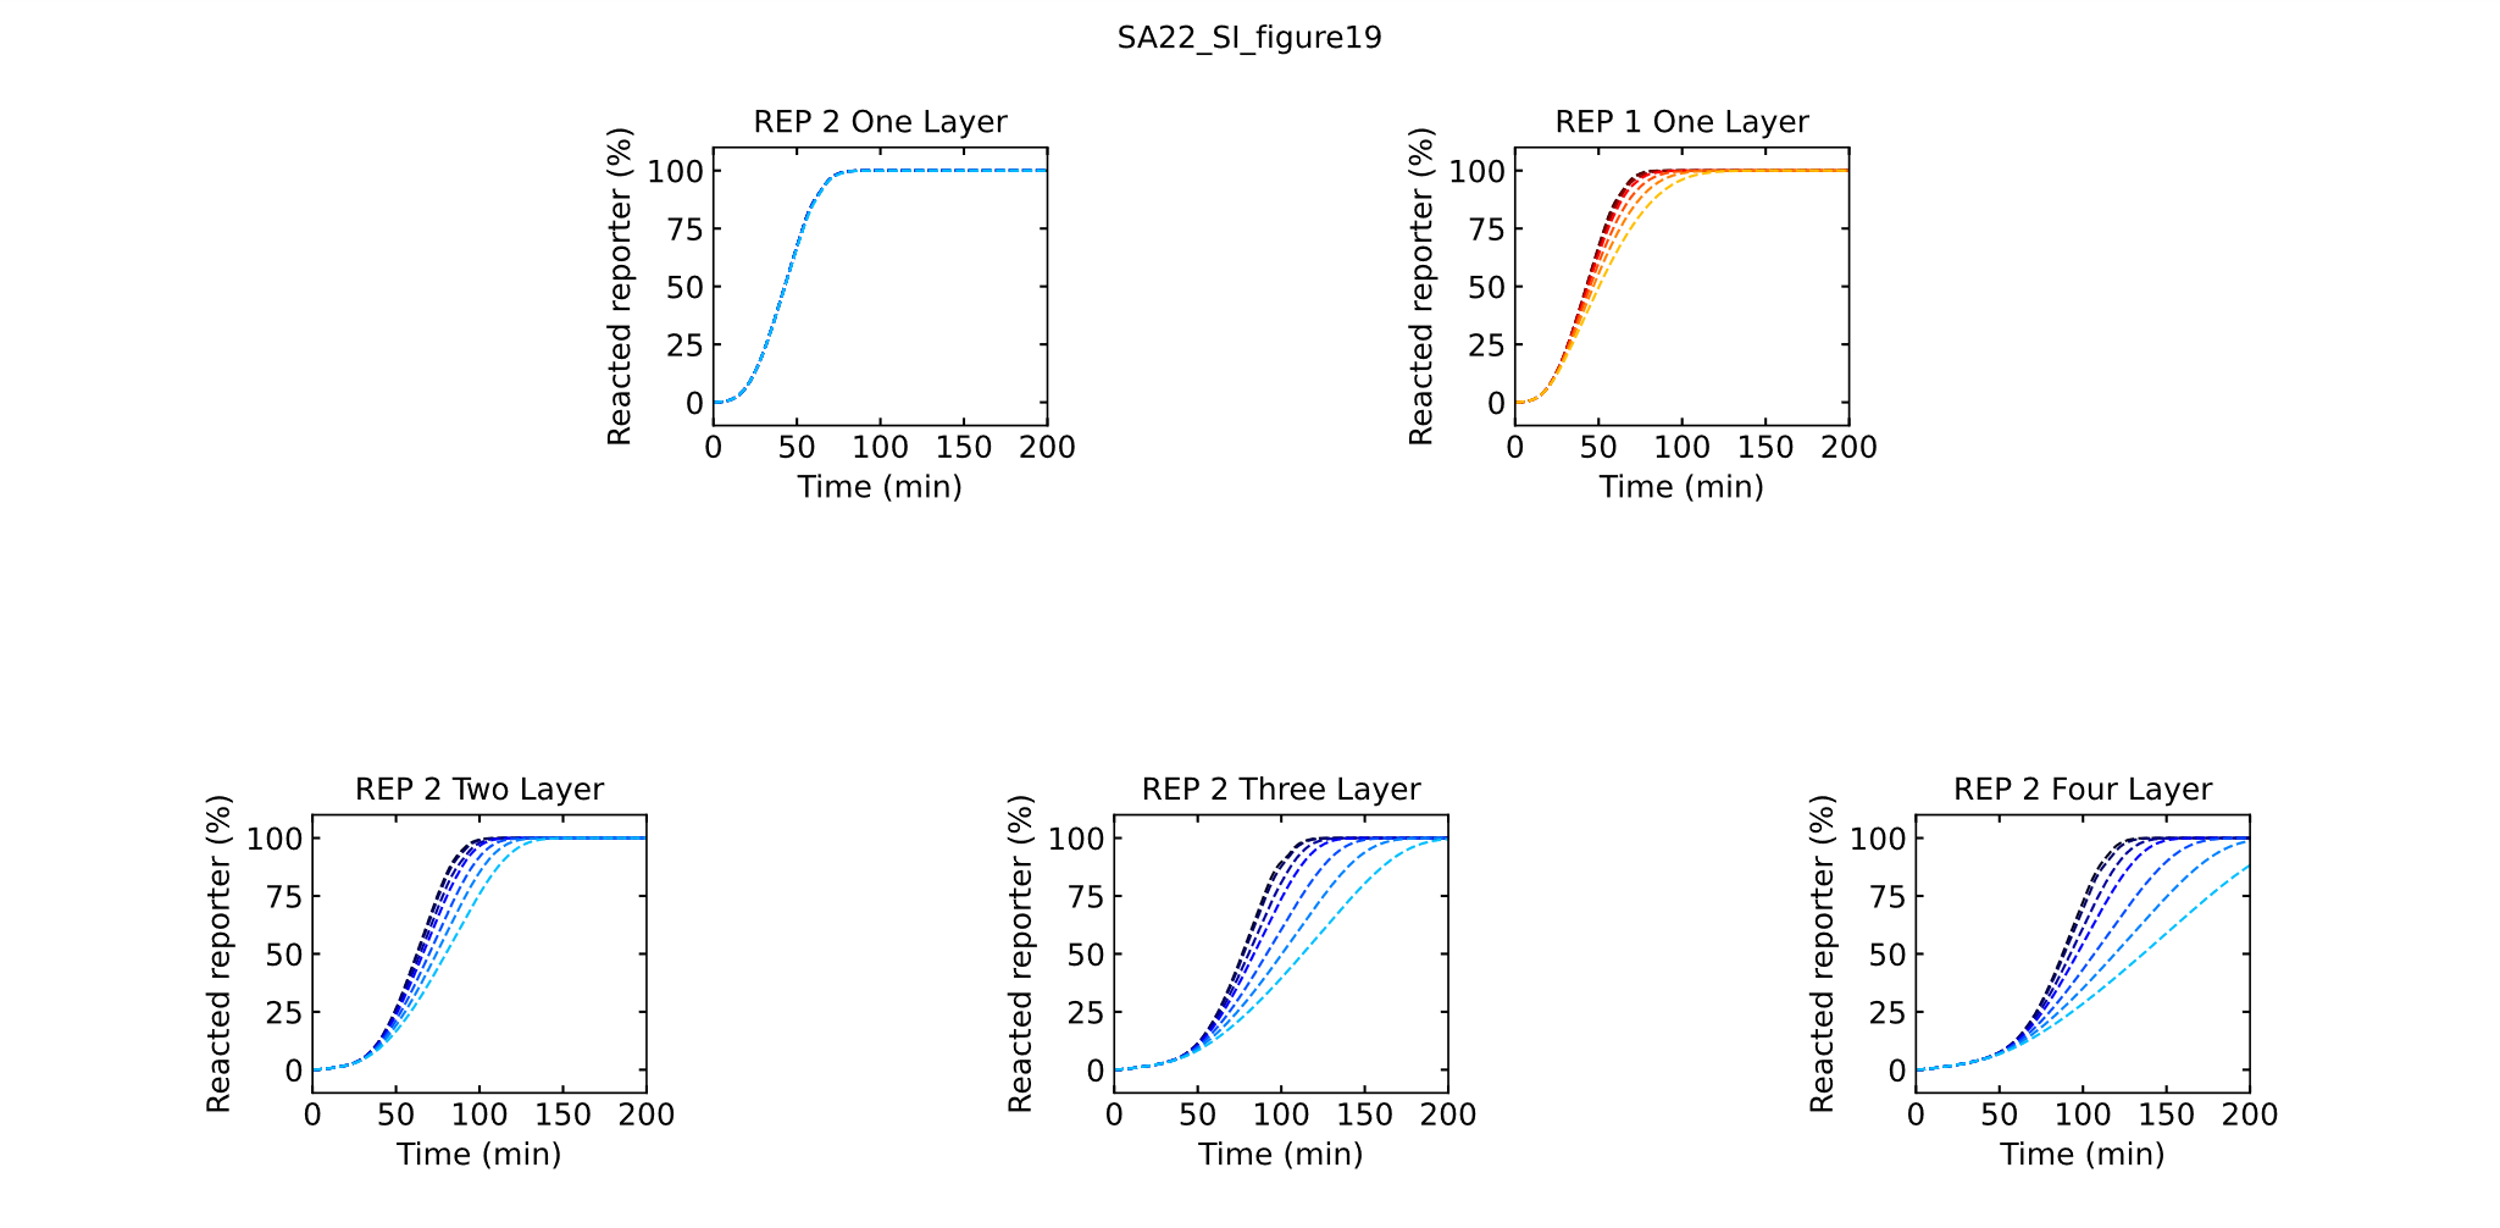 SA22_SI_figure19
REP 2 One Layer
Reacted reporter (%)
100
75
50
25
0
0 50 100 150 200
Time (min)
REP 1 One Layer
Reacted reporter (%)
100
75
50
25
0
0 50 100 150 200
Time (min)
REP 2 Two Layer
Reacted reporter (%)
100
75
50
25
0
0 50 100 150 200
Time (min)
REP 2 Three Layer
Reacted reporter (%)
100
75
50
25
0
0 50 100 150 200
Time (min)
REP 2 Four Layer
Reacted reporter (%)
100
75
50
25
0
0 50 100 150 200
Time (min)